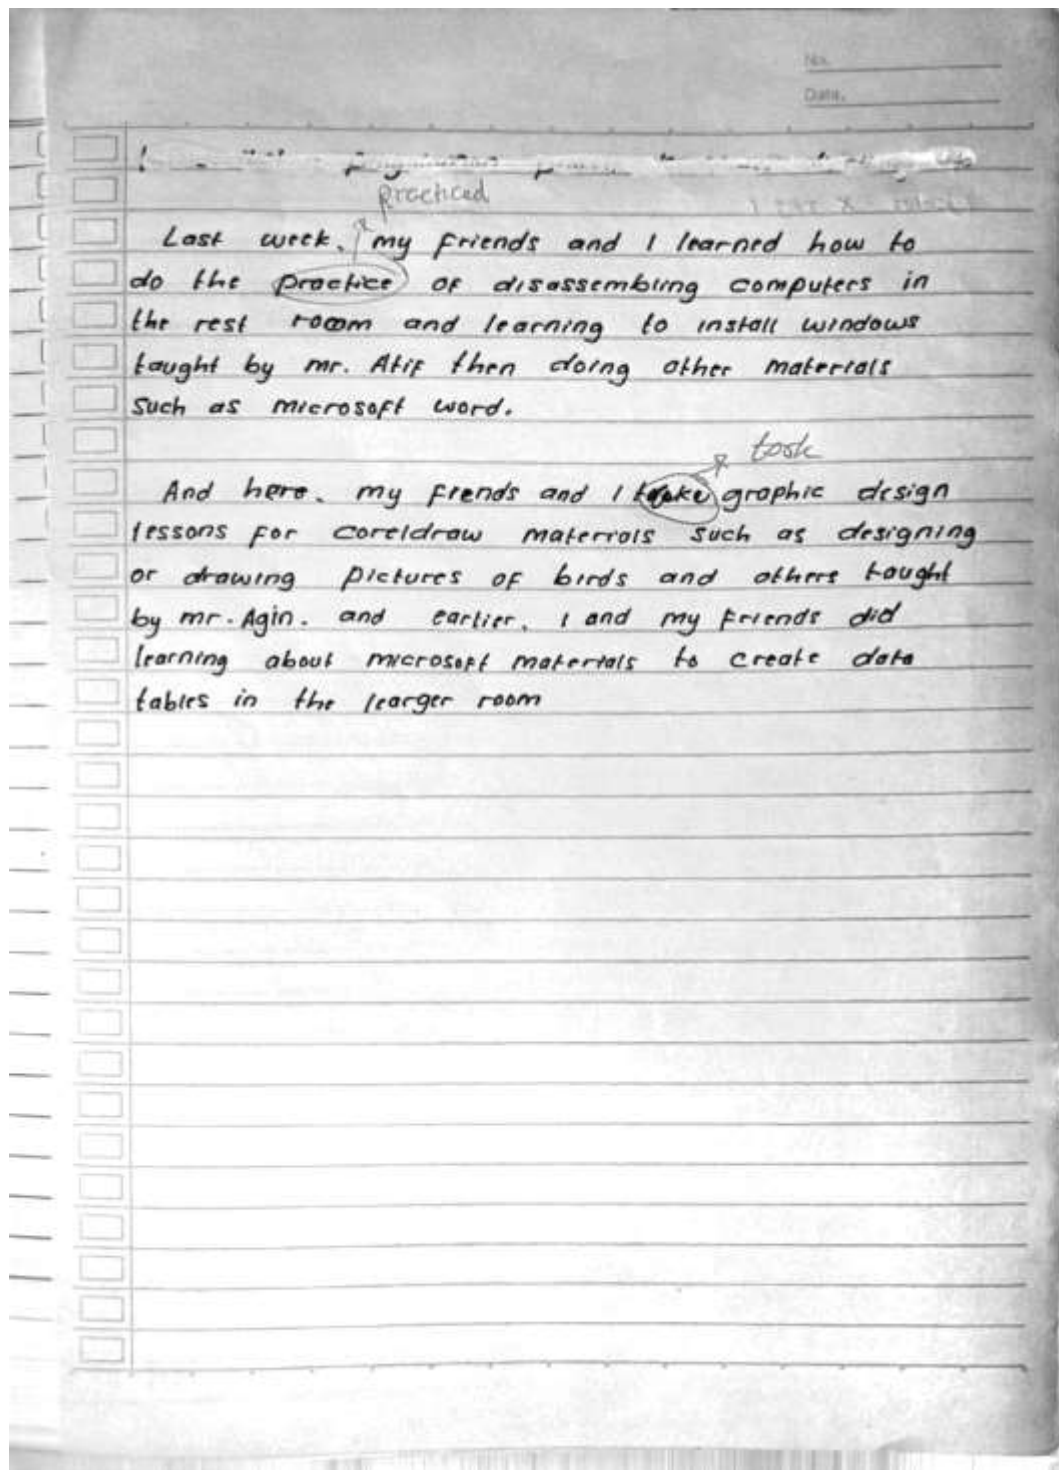 No.
Date.
practiced
Last week, my friends and I learned how to
do the practice of disassembling computers in
the rest room and learning to install windows
taught by mr. Atif then doing other materials
Such as microsoft word.
took
And here. my frends and I take graphic design
lessons for coreldraw materials such as designing
or drawing pictures of birds and others taught
by mr. Agin. and earlier, I and my friends did
learning about microsoft materials to create data
tables in the learger room